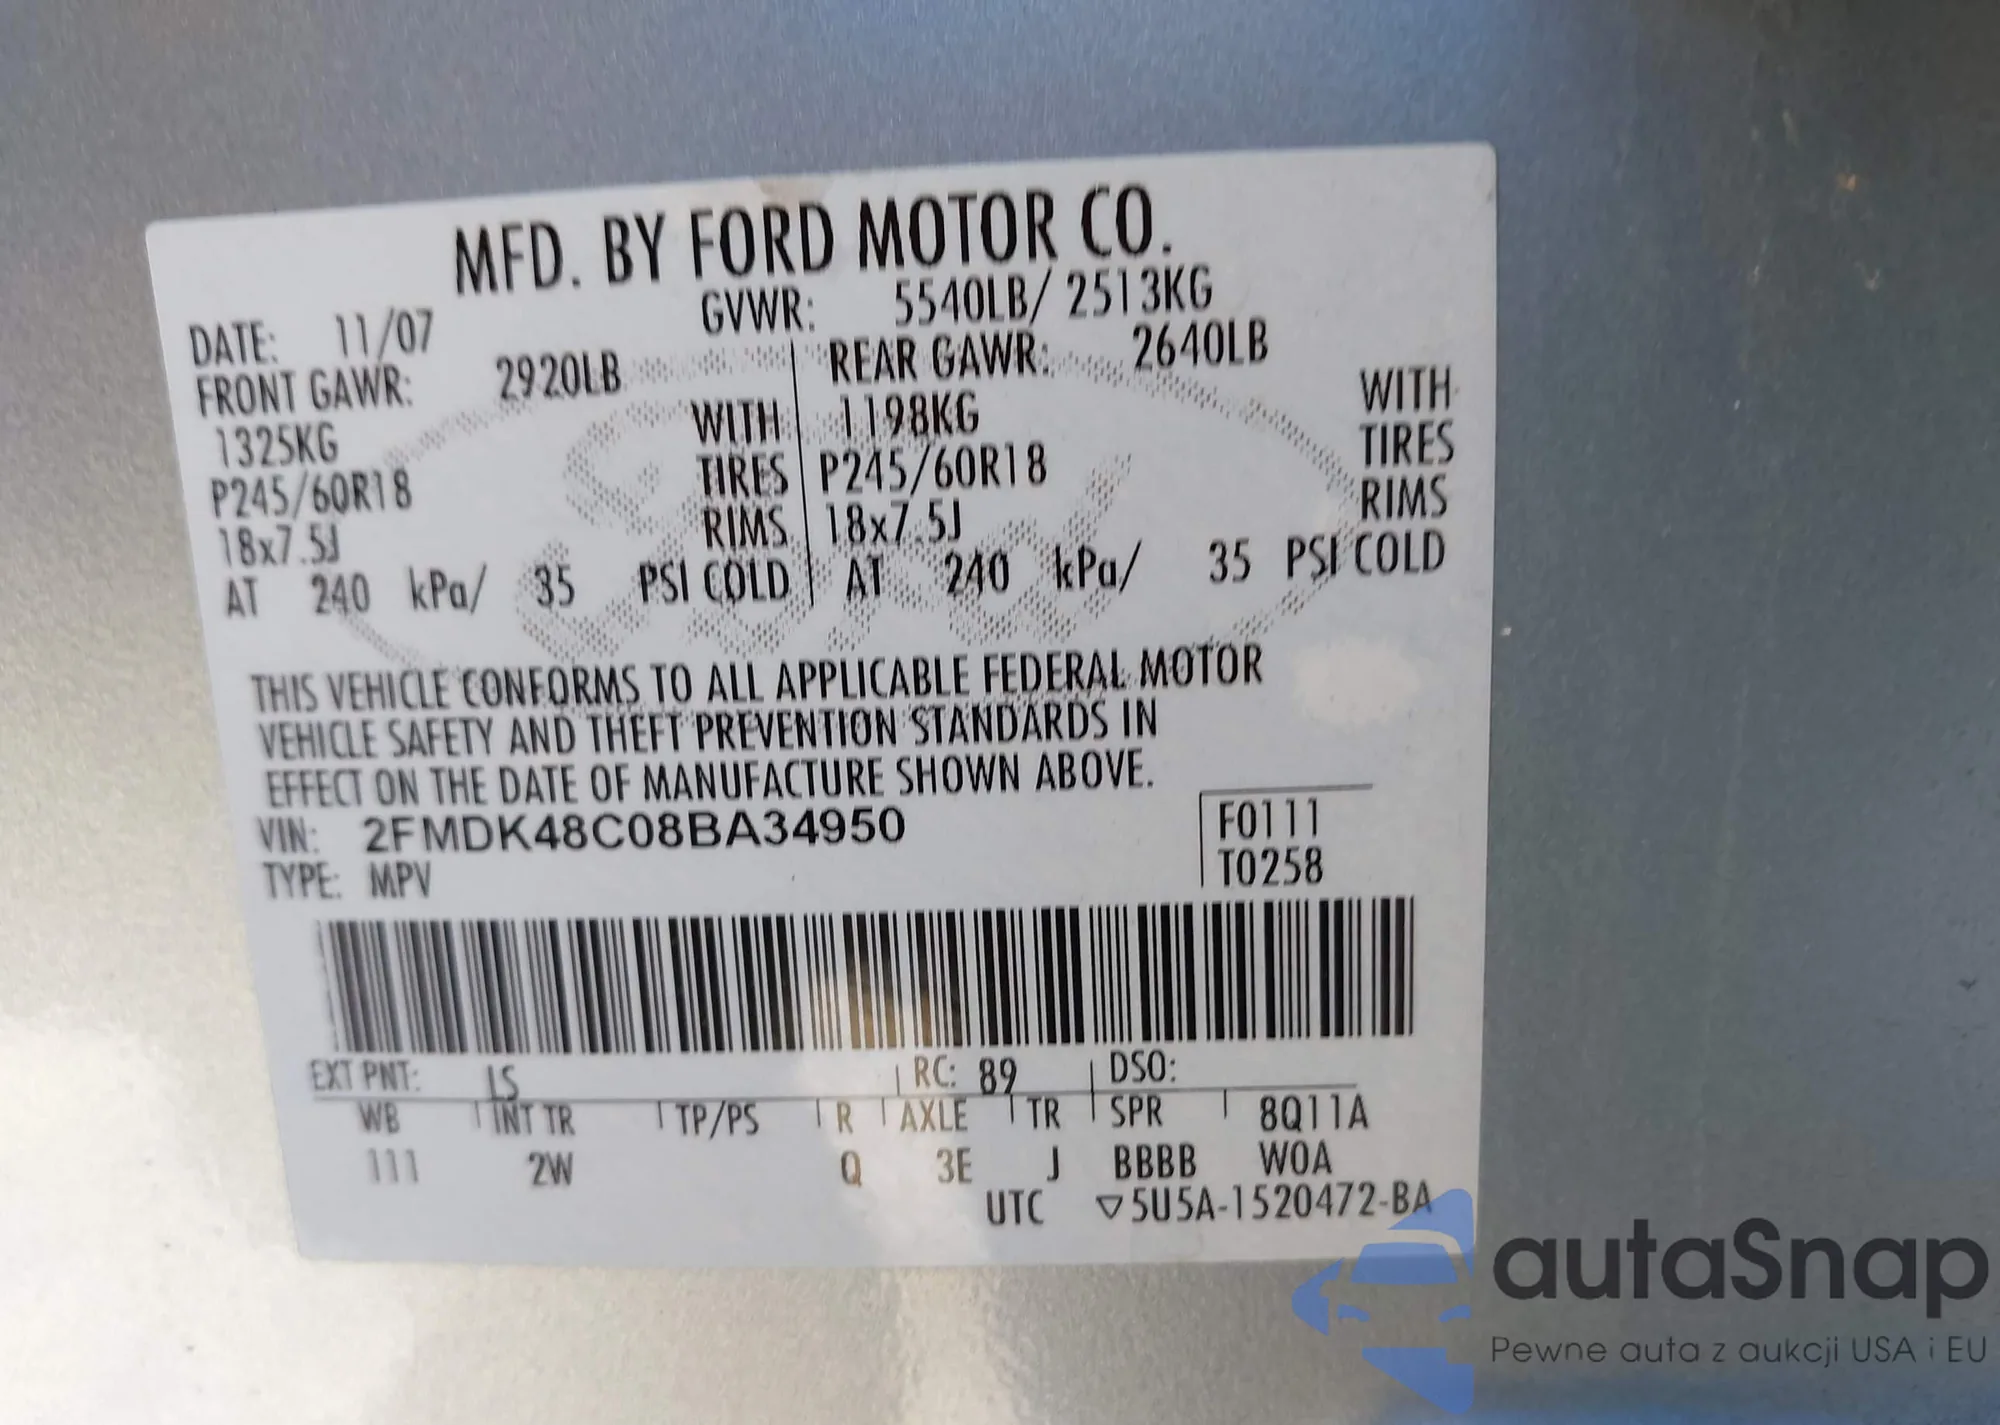 MFD. BY FORD MOTOR CO.
DATE: 11/07 GVWR: 5540LB/ 2513KG
FRONT GAWR: 2920LB REAR GAWR: 2640LB
1325KG WITH 1198KG WITH
P245/60R18 TIRES P245/60R18 TIRES
18x7.5J RIMS 18x7.5J RIMS
AT 240 kPa/ 35 PSI COLD AT 240 kPa/ 35 PSI COLD
THIS VEHICLE CONFORMS TO ALL APPLICABLE FEDERAL MOTOR
VEHICLE SAFETY AND THEFT PREVENTION STANDARDS IN
EFFECT ON THE DATE OF MANUFACTURE SHOWN ABOVE.
VIN: 2FMDK48C08BA34950 F0111
TYPE: MPV T0258
EXT PNT: LS RC: 89 DSO:
WB INT TR TP/PS R AXLE TR SPR 8Q11A
111 2W Q 3E J BBBB WOA
UTC ▽5U5A-1520472-BA
autaSnap
Pewne auta z aukcji USA i EU